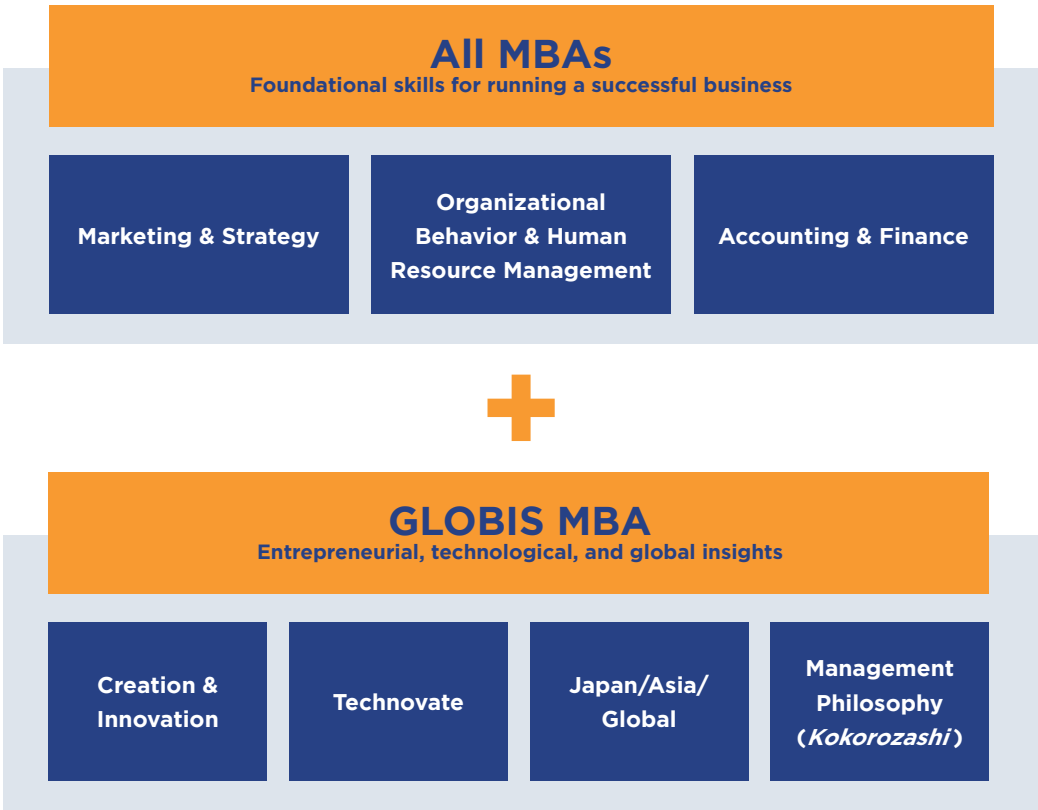 All MBAs
Foundational skills for running a successful business
Marketing & Strategy
Organizational
Behavior & Human
Resource Management
Accounting & Finance
GLOBIS MBA
Entrepreneurial, technological, and global insights
Creation &
Innovation
Technovate
Japan/Asia/
Global
Management
Philosophy
(Kokorozashi)